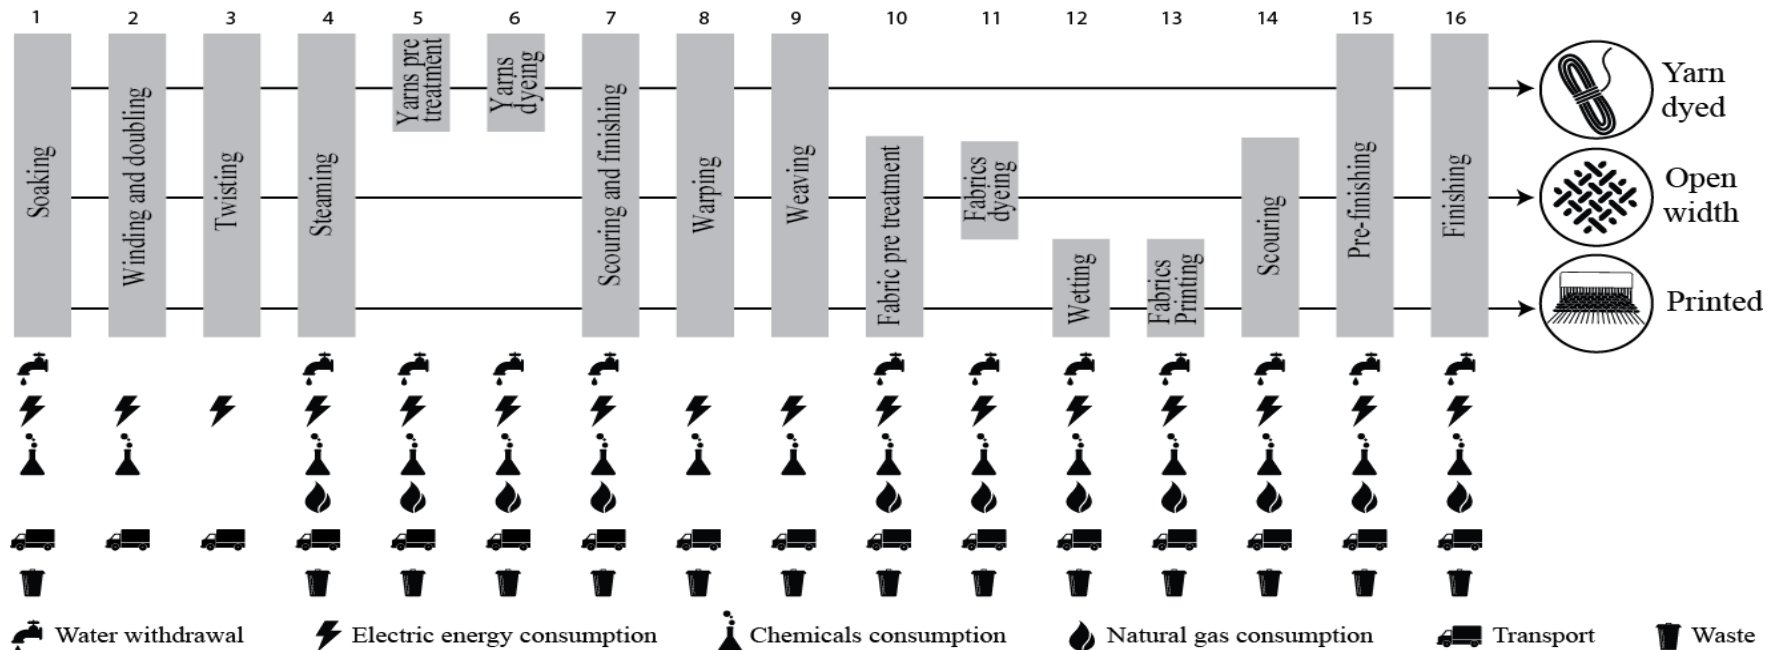 1 2 3 4 5 6 7 8 9 10 11 12 13 14 15 16
Soaking
Winding and doubling
Twisting
Steaming
Yarns pre
treatment
Yarns
dyeing
Scouring and finishing
Warping
Weaving
Fabric pre treatment
Fabrics
dyeing
Wetting
Fabrics
Printing
Scouring
Pre-finishing
Finishing
Yarn
dyed
Open
width
Printed
Water withdrawal
Electric energy consumption
Chemicals consumption
Natural gas consumption
Transport
Waste